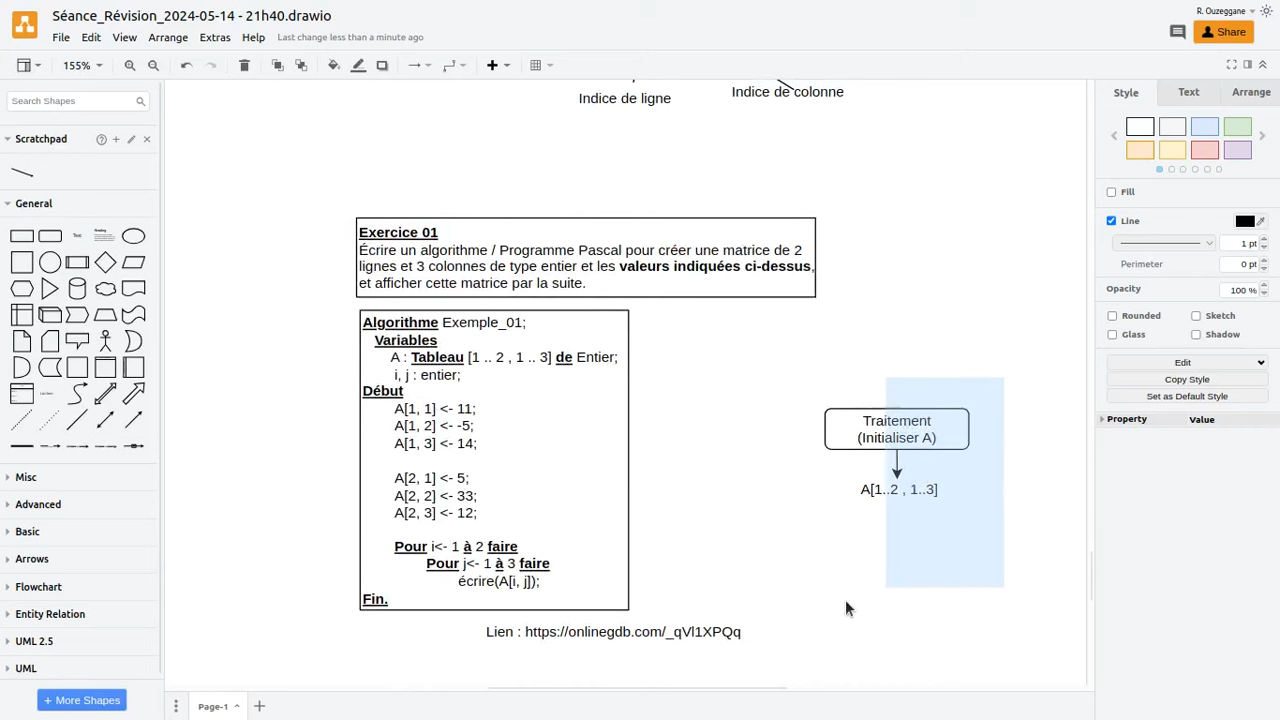 Séance_Révision_2024-05-14 - 21h40.drawio
R. Ouzeggane
File Edit View Arrange Extras Help Last change less than a minute ago
Share
155%
Search Shapes
Scratchpad
General
Text
Heading
List Item
Misc
Advanced
Basic
Arrows
Flowchart
Entity Relation
UML 2.5
UML
+ More Shapes
Indice de ligne
Indice de colonne
Exercice 01
Écrire un algorithme / Programme Pascal pour créer une matrice de 2
lignes et 3 colonnes de type entier et les valeurs indiquées ci-dessus,
et afficher cette matrice par la suite.
Algorithme Exemple_01;
Variables
A : Tableau [1 .. 2 , 1 .. 3] de Entier;
i, j : entier;
Début
A[1, 1] <- 11;
A[1, 2] <- -5;
A[1, 3] <- 14;
A[2, 1] <- 5;
A[2, 2] <- 33;
A[2, 3] <- 12;
Pour i<- 1 à 2 faire
Pour j<- 1 à 3 faire
écrire(A[i, j]);
Fin.
Lien : https://onlinegdb.com/_qVl1XPQq
Traitement
(Initialiser A)
A[1..2 , 1..3]
Page-1
Style Text Arrange
Fill
Line
1 pt
Perimeter
0 pt
Opacity
100 %
Rounded
Sketch
Glass
Shadow
Edit
Copy Style
Set as Default Style
Property
Value